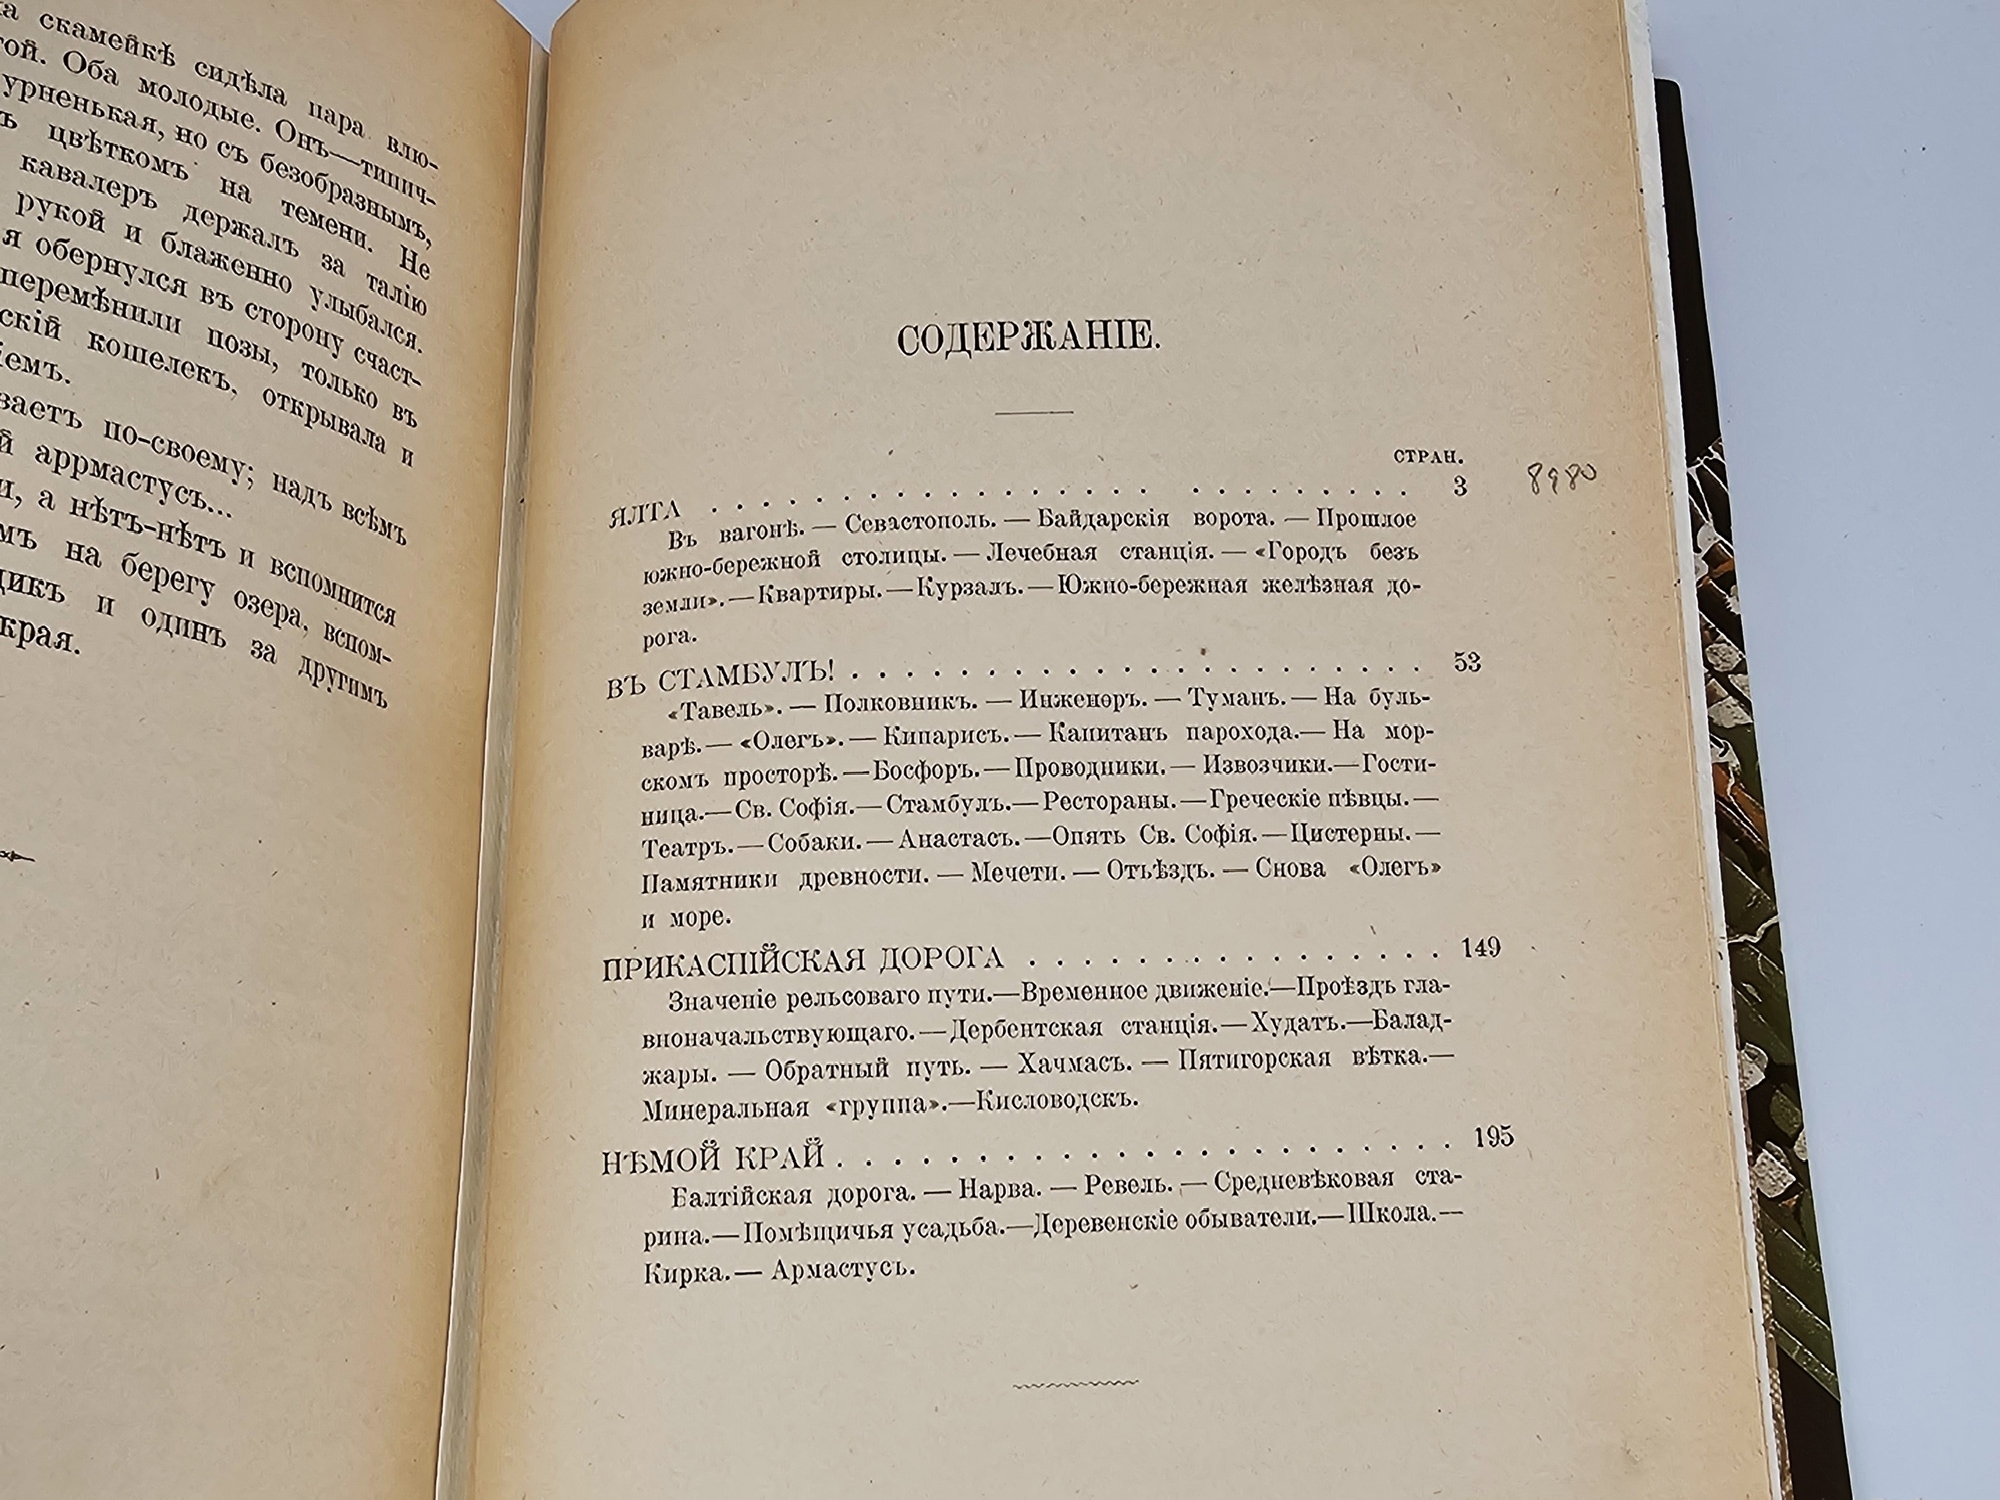 скамейкѣ сидѣла пара влю-
Оба молодые. Онъ—типич-
но съ безобразнымъ,
цвѣткомъ на темени. Не
кавалеръ держалъ за талію
рукой и блаженно улыбался.
я обернулся въ сторону счаст-
перемѣнили позы, только въ
кошелекъ, открывала и
по-своему; надъ всѣмъ
аррмастусъ...
а нѣтъ-нѣтъ и вспомнится
на берегу озера, вспом-
и одинъ за другимъ
края.
СОДЕРЖАНІЕ.
СТРАН.
ЯЛТА . . . . . . . . . . . . . . . . . . . . . . . . 3 8980
Въ вагонѣ. — Севастополь. — Байдарскія ворота. — Прошлое
южно-бережной столицы. — Лечебная станція. — «Городъ безъ
земли». — Квартиры. — Курзалъ. — Южно-бережная желѣзная до-
рога.
ВЪ СТАМБУЛЪ! . . . . . . . . . . . . . . . . . . . . . 53
«Тавель». — Полковникъ. — Инженеръ. — Туманъ. — На буль-
варѣ. — «Олегъ». — Кипарисъ. — Капитанъ парохода. — На мор-
скомъ просторѣ. — Босфоръ. — Проводники. — Извозчики. — Гости-
ница. — Св. Софія. — Стамбулъ. — Рестораны. — Греческіе пѣвцы. —
Театръ. — Собаки. — Анастасъ. — Опять Св. Софія. — Цистерны. —
Памятники древности. — Мечети. — Отъѣздъ. — Снова «Олегъ»
и море.
ПРИКАСПІЙСКАЯ ДОРОГА . . . . . . . . . . . . . . . 149
Значеніе рельсоваго пути. — Временное движеніе. — Проѣздъ гла-
вноначальствующаго. — Дербентская станція. — Худатъ. — Балад-
жары. — Обратный путь. — Хачмасъ. — Пятигорская вѣтка. —
Минеральная «группа». — Кисловодскъ.
НѢМОЙ КРАЙ . . . . . . . . . . . . . . . . . . . . . . 195
Балтійская дорога. — Нарва. — Ревель. — Средневѣковая ста-
рина. — Помѣщичья усадьба. — Деревенскіе обыватели. — Школа. —
Кирка. — Армастусъ.